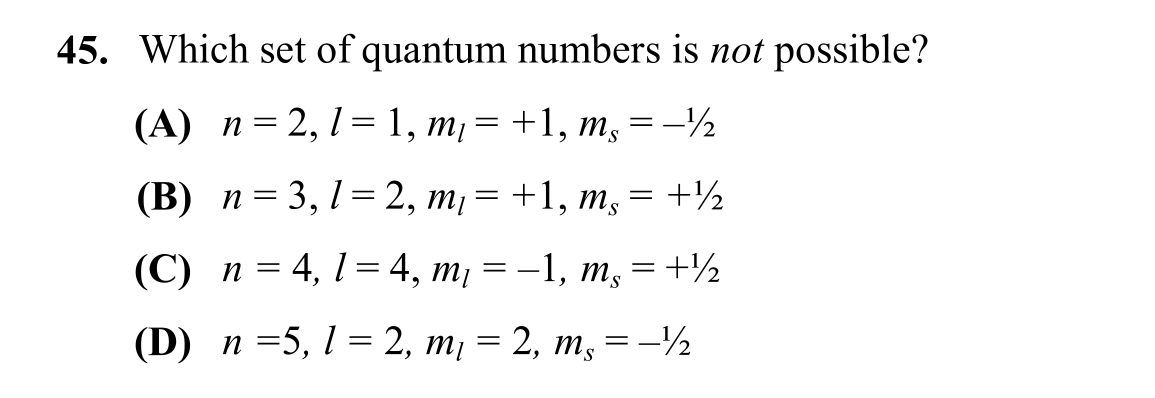 45. Which set of quantum numbers is not possible?
(A) n = 2, l = 1, mₗ = +1, mₛ = –½
(B) n = 3, l = 2, mₗ = +1, mₛ = +½
(C) n = 4, l = 4, mₗ = –1, mₛ = +½
(D) n =5, l = 2, mₗ = 2, mₛ = –½